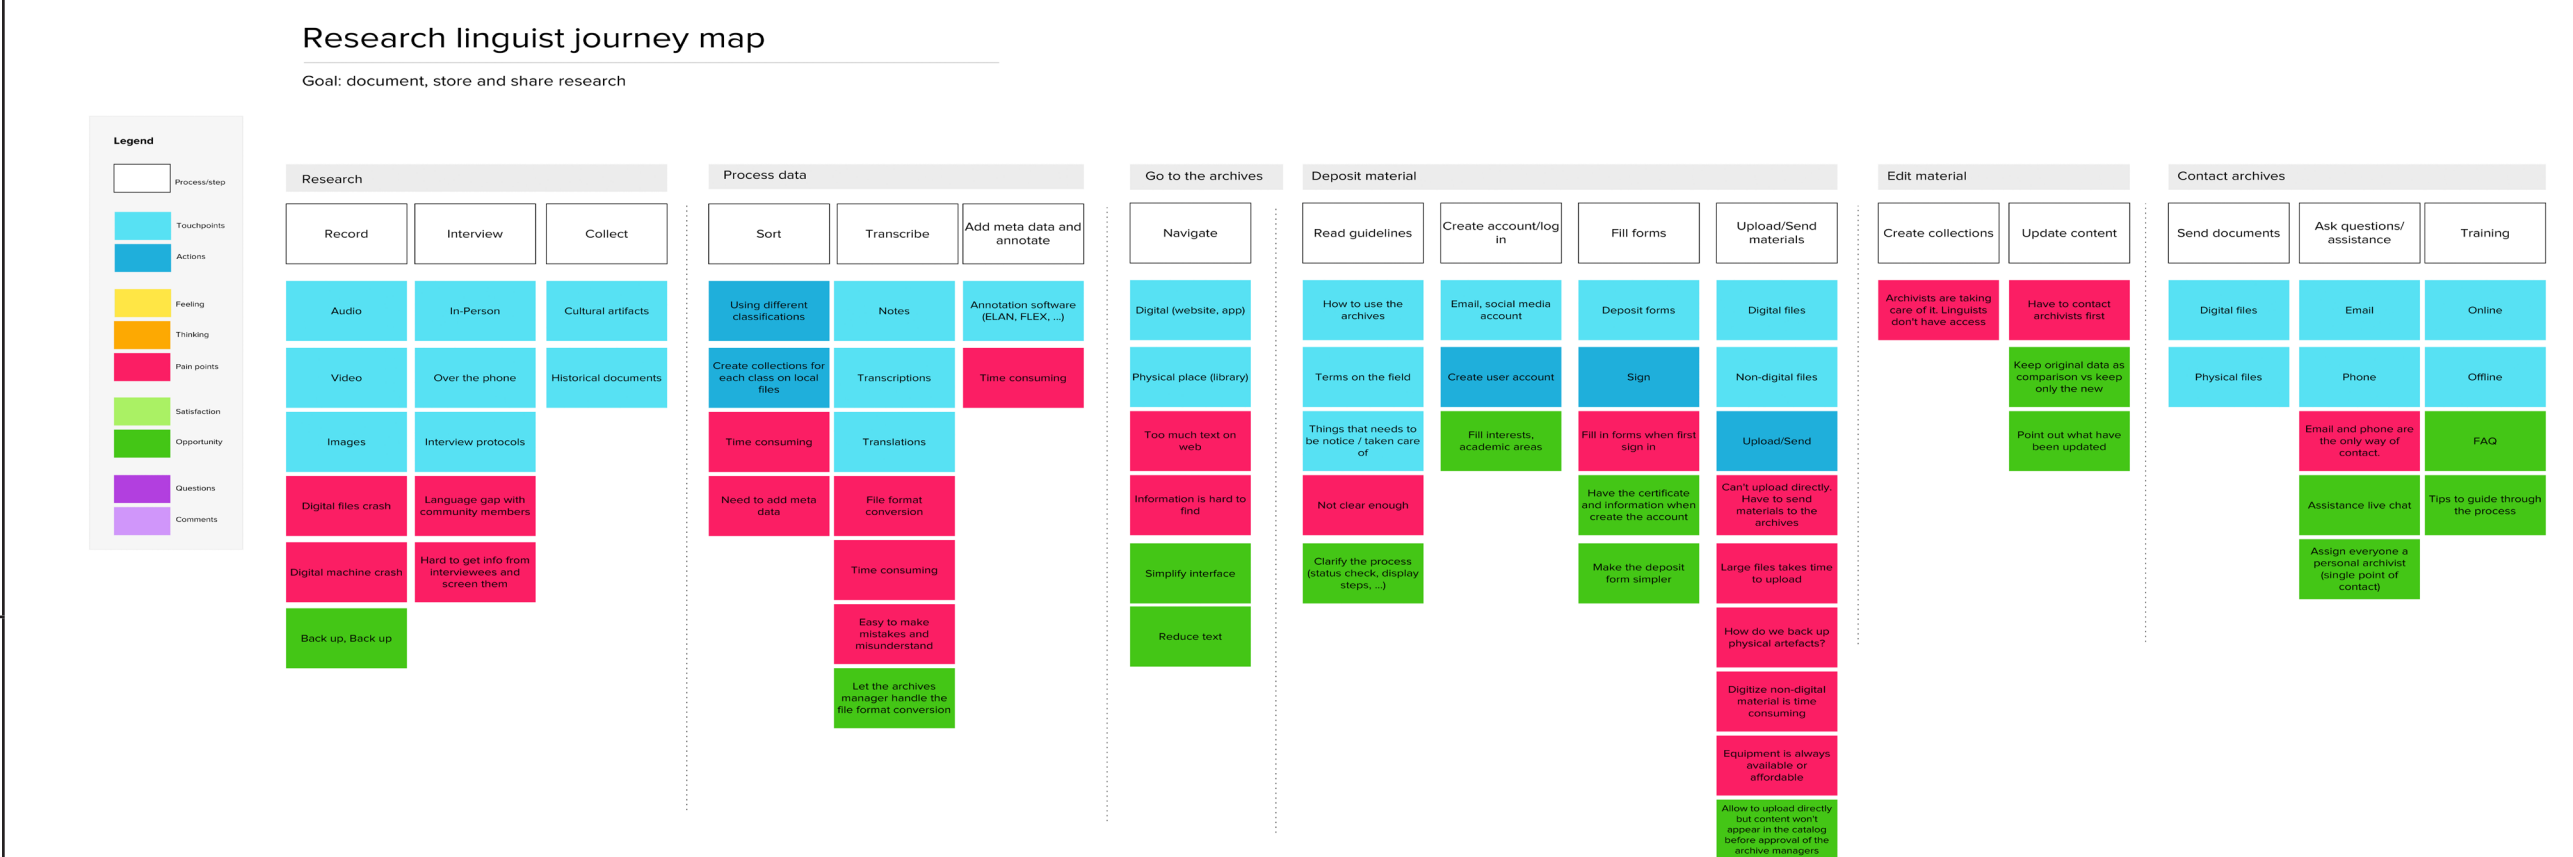 Research linguist journey map
Goal: document, store and share research
Legend
Process/step
Touchpoints
Actions
Feeling
Thinking
Pain points
Satisfaction
Opportunity
Questions
Comments
Research
Record
Audio
Video
Images
Digital files crash
Digital machine crash
Back up, Back up
Interview
In-Person
Over the phone
Interview protocols
Language gap with
community members
Hard to get info from
interviewees and
screen them
Collect
Cultural artifacts
Historical documents
Process data
Sort
Using different
classifications
Create collections for
each class on local
files
Time consuming
Need to add meta
data
Transcribe
Notes
Transcriptions
Translations
File format
conversion
Time consuming
Easy to make
mistakes and
misunderstand
Let the archives
manager handle the
file format conversion
Add meta data and
annotate
Annotation software
(ELAN, FLEX, ...)
Time consuming
Go to the archives
Navigate
Digital (website, app)
Physical place (library)
Too much text on
web
Information is hard to
find
Simplify interface
Reduce text
Deposit material
Read guidelines
How to use the
archives
Terms on the field
Things that needs to
be notice / taken care
of
Not clear enough
Clarify the process
(status check, display
steps, ...)
Create account/log
in
Email, social media
account
Create user account
Fill interests,
academic areas
Fill forms
Deposit forms
Sign
Fill in forms when first
sign in
Have the certificate
and information when
create the account
Make the deposit
form simpler
Upload/Send
materials
Digital files
Non-digital files
Upload/Send
Can't upload directly.
Have to send
materials to the
archives
Large files takes time
to upload
How do we back up
physical artefacts?
Digitize non-digital
material is time
consuming
Equipment is always
available or
affordable
Allow to upload directly
but content won't
appear in the catalog
before approval of the
archive managers
Edit material
Create collections
Archivists are taking
care of it. Linguists
don't have access
Update content
Have to contact
archivists first
Keep original data as
comparison vs keep
only the new
Point out what have
been updated
Contact archives
Send documents
Digital files
Physical files
Ask questions/
assistance
Email
Phone
Email and phone are
the only way of
contact.
Assistance live chat
Assign everyone a
personal archivist
(single point of
contact)
Training
Online
Offline
FAQ
Tips to guide through
the process